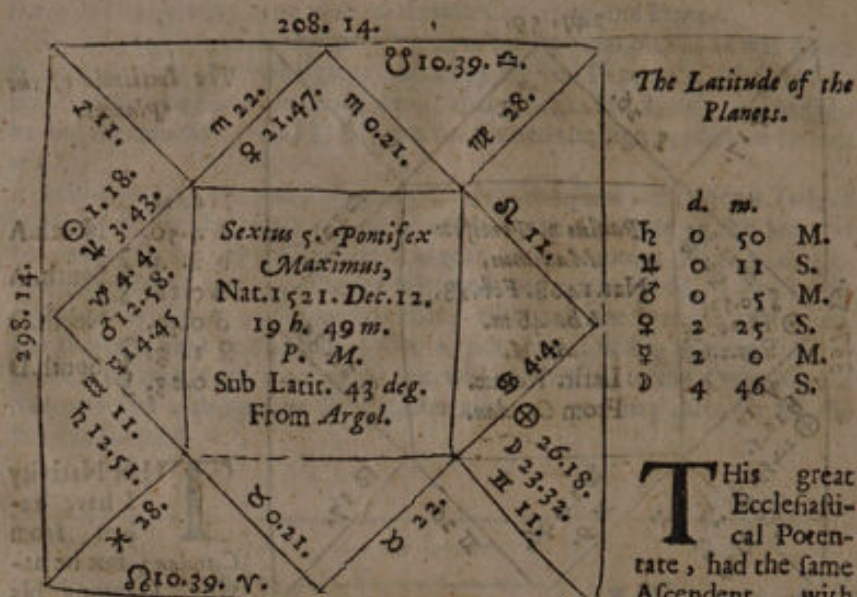 208. 14.
☋10.39.♎.
♐ 11.
♏ 22.
♀ 21.47.
♏ 0.21.
♍ 28.
☉ 1.18.
♃ 3.43.
♑ 4.4.
♂12.58.
☿14.45
♌ 11.
298. 14.
Sextus 5. Pontifex
Maximus,
Nat. 1521. Dec. 12.
19 h. 49 m.
P. M.
Sub Latit. 43 deg.
From Argol.
♋ 4.4.
♒ 11.
♄ 12.51.
⊗ 26.18.
☽ 23.32.
♊ 11.
♓ 28.
♉ 0.21.
♉ 22.
☊10.39. ♈.
The Latitude of the
Planets.
d. m.
♄ 0 50 M.
♃ 0 11 S.
♂ 0 5 M.
♀ 2 25 S.
☿ 2 0 M.
☽ 4 46 S.
THis great
Ecclesiasti-
cal Poten-
tate, had the same
Ascendent with